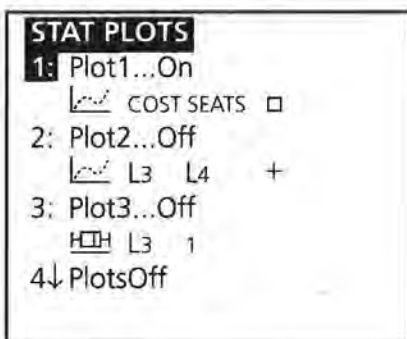 STAT PLOTS
1: Plot1...On
COST SEATS □
2: Plot2...Off
L3 L4 +
3: Plot3...Off
L3 1
4↓PlotsOff